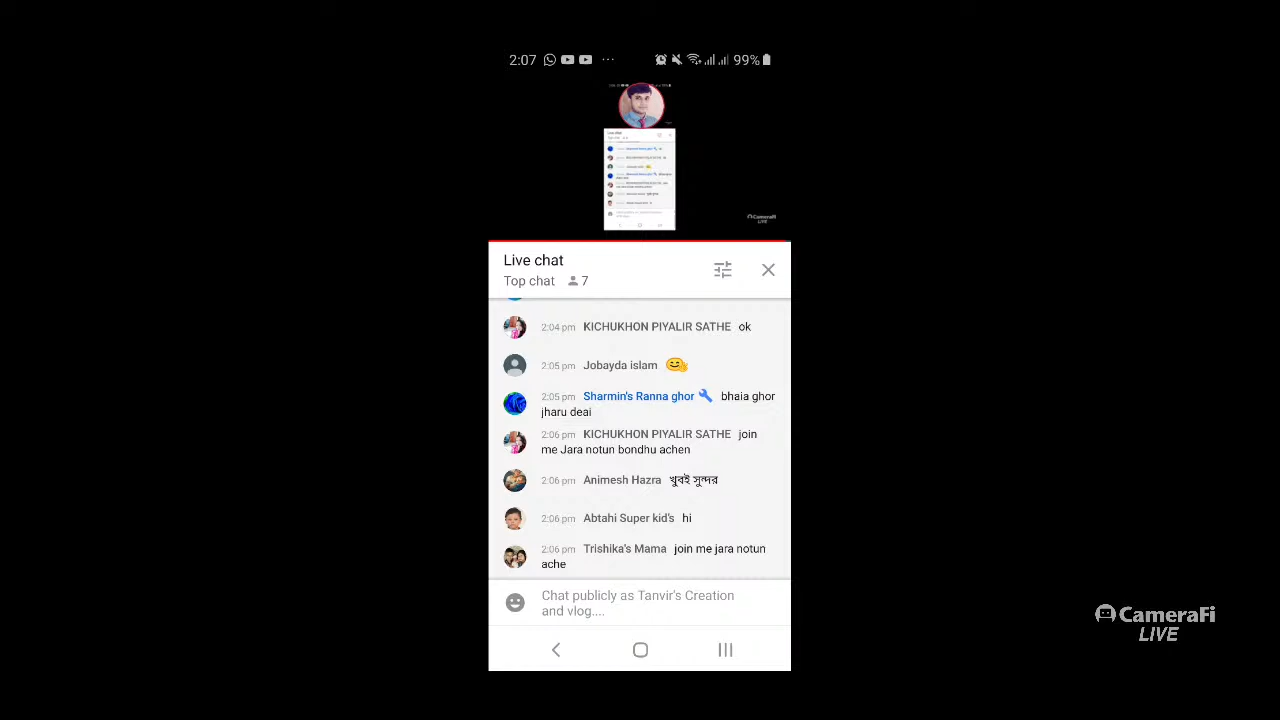 2:07 99%
Live chat
Top chat 7
2:04 pm KICHUKHON PIYALIR SATHE ok
2:05 pm Jobayda islam
2:05 pm Sharmin's Ranna ghor bhaia ghor
jharu deai
2:06 pm KICHUKHON PIYALIR SATHE join
me Jara notun bondhu achen
2:06 pm Animesh Hazra খুবই সুন্দর
2:06 pm Abtahi Super kid's hi
2:06 pm Trishika's Mama join me jara notun
ache
Chat publicly as Tanvir's Creation
and vlog....
CameraFi
LIVE